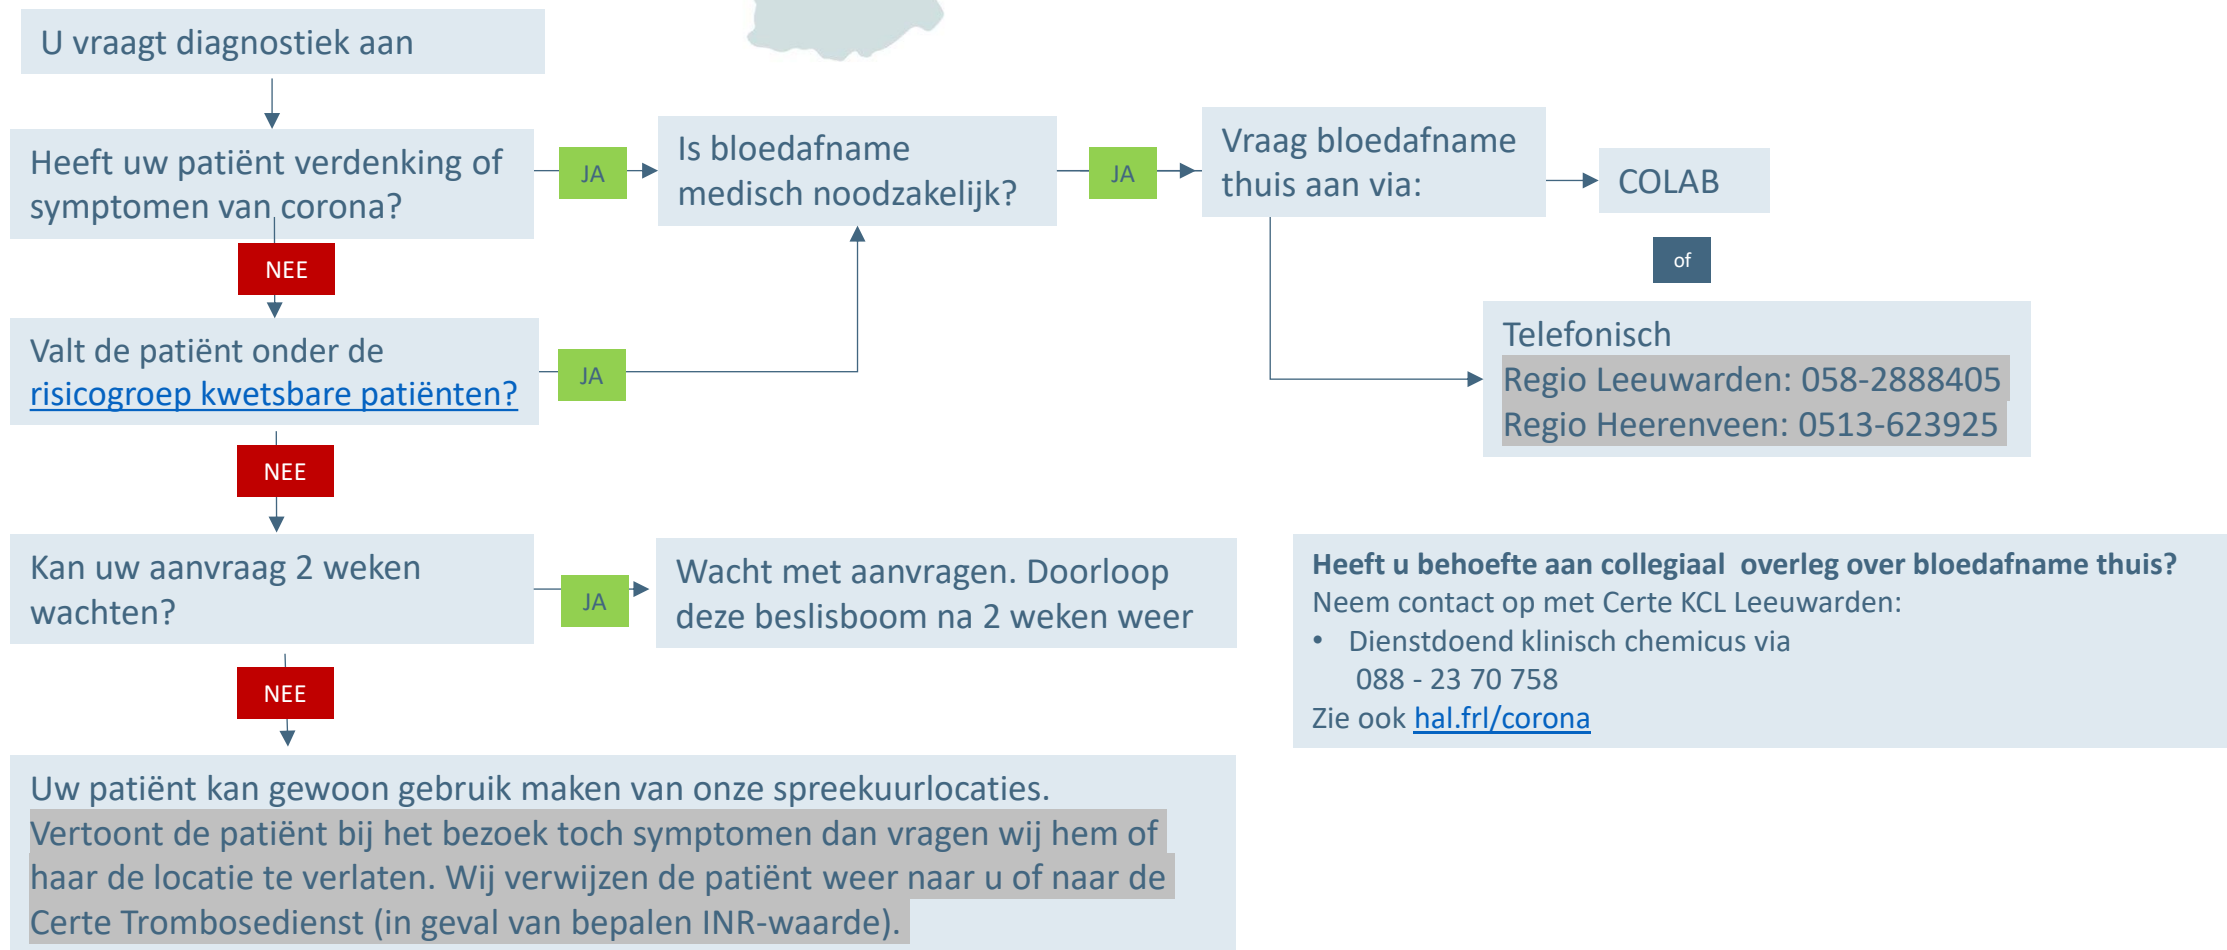 U vraagt diagnostiek aan
Heeft uw patiënt verdenking of
symptomen van corona?
JA
Is bloedafname
medisch noodzakelijk?
JA
Vraag bloedafname
thuis aan via:
COLAB
of
Telefonisch
Regio Leeuwarden: 058-2888405
Regio Heerenveen: 0513-623925
NEE
Valt de patiënt onder de
risicogroep kwetsbare patiënten?
JA
NEE
Kan uw aanvraag 2 weken
wachten?
JA
Wacht met aanvragen. Doorloop
deze beslisboom na 2 weken weer
NEE
Uw patiënt kan gewoon gebruik maken van onze spreekuurlocaties.
Vertoont de patiënt bij het bezoek toch symptomen dan vragen wij hem of
haar de locatie te verlaten. Wij verwijzen de patiënt weer naar u of naar de
Certe Trombosedienst (in geval van bepalen INR-waarde).
Heeft u behoefte aan collegiaal  overleg over bloedafname thuis?
Neem contact op met Certe KCL Leeuwarden:
• Dienstdoend klinisch chemicus via
088 - 23 70 758
Zie ook hal.frl/corona